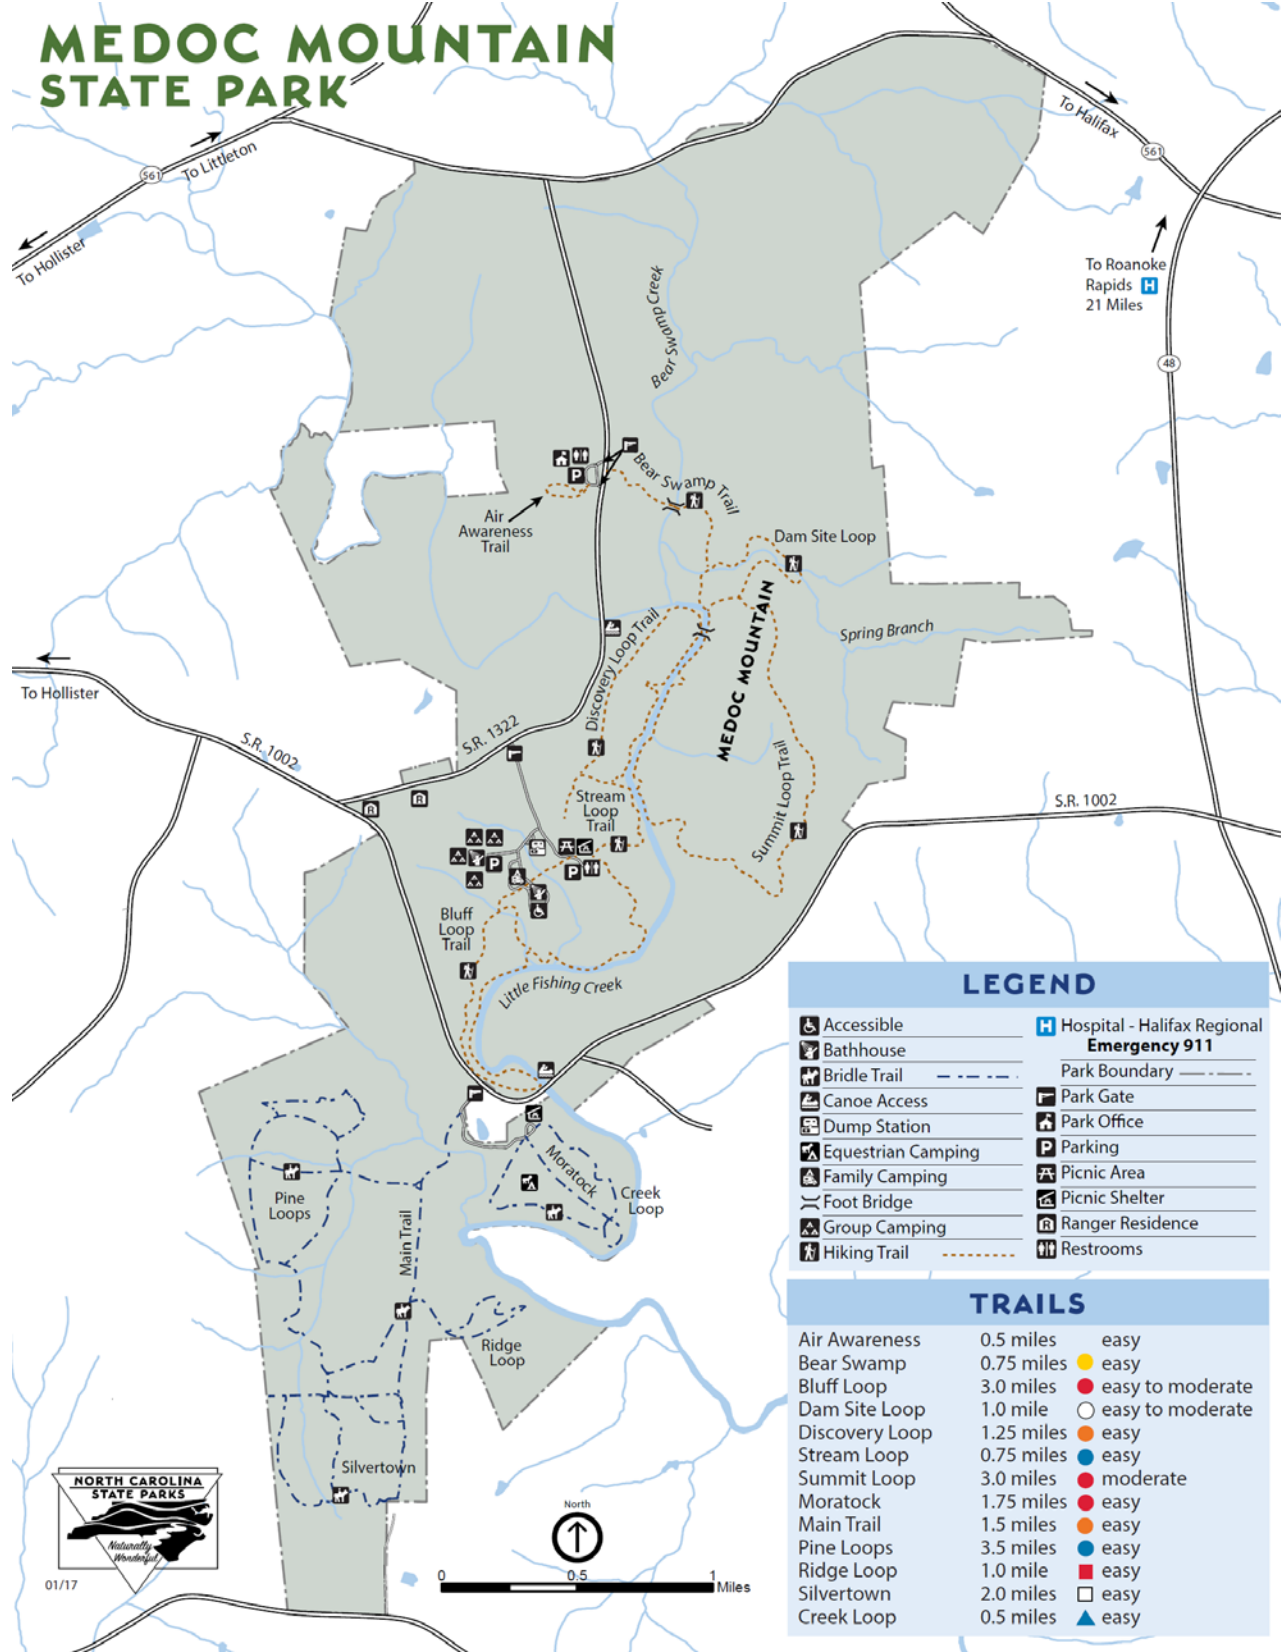 MEDOC MOUNTAIN
STATE PARK
To Halifax
561
To Littleton
561
To Hollister
To Roanoke
Rapids H
21 Miles
48
Bear Swamp Creek
P
Bear Swamp Trail
Air
Awareness
Trail
Dam Site Loop
MEDOC MOUNTAIN
Spring Branch
Discovery Loop Trail
To Hollister
S.R. 1322
S.R. 1002
R
R
Stream
Loop
Trail
Summit Loop Trail
S.R. 1002
P
P
Bluff
Loop
Trail
Little Fishing Creek
Moratock
Creek
Loop
Pine
Loops
Main Trail
Ridge
Loop
Silvertown
LEGEND
Accessible
Bathhouse
Bridle Trail
Canoe Access
Dump Station
Equestrian Camping
Family Camping
Foot Bridge
Group Camping
Hiking Trail
H Hospital - Halifax Regional
Emergency 911
Park Boundary
Park Gate
Park Office
P Parking
Picnic Area
Picnic Shelter
R Ranger Residence
Restrooms
TRAILS
Air Awareness 0.5 miles easy
Bear Swamp 0.75 miles easy
Bluff Loop 3.0 miles easy to moderate
Dam Site Loop 1.0 mile easy to moderate
Discovery Loop 1.25 miles easy
Stream Loop 0.75 miles easy
Summit Loop 3.0 miles moderate
Moratock 1.75 miles easy
Main Trail 1.5 miles easy
Pine Loops 3.5 miles easy
Ridge Loop 1.0 mile easy
Silvertown 2.0 miles easy
Creek Loop 0.5 miles easy
NORTH CAROLINA
STATE PARKS
Naturally
Wonderful
01/17
North
0 0.5 1
Miles